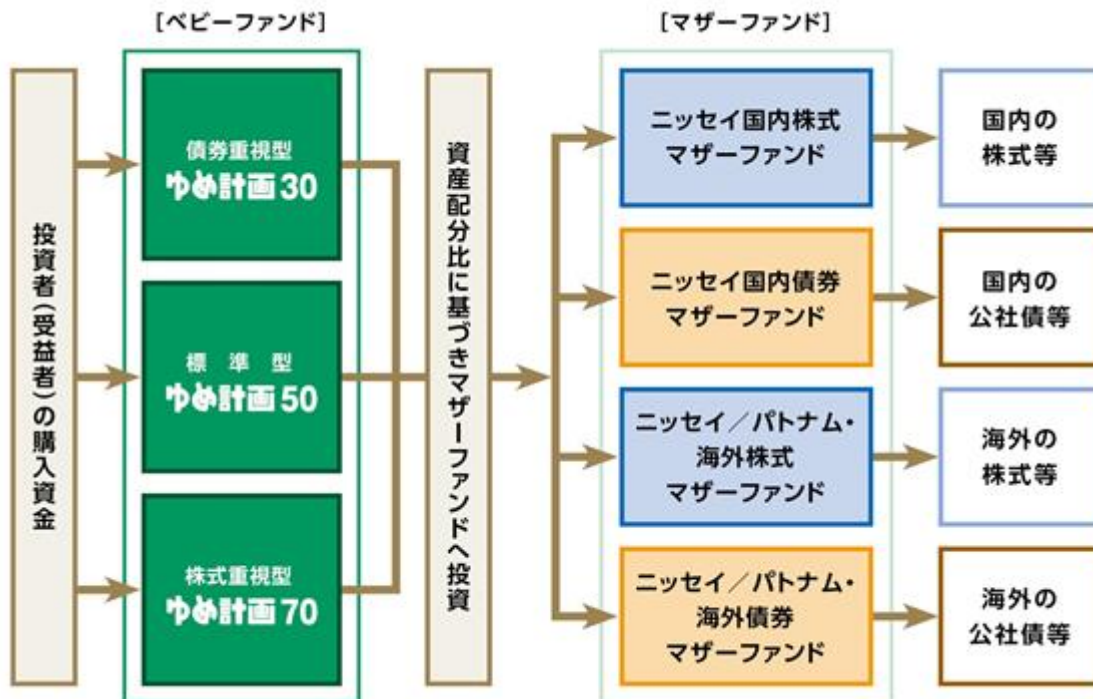 [ベビーファンド]
[マザーファンド]
投資者(受益者)の購入資金
債券重視型
ゆめ計画30
標準型
ゆめ計画50
株式重視型
ゆめ計画70
資産配分比に基づきマザーファンドへ投資
ニッセイ国内株式
マザーファンド
国内の
株式等
ニッセイ国内債券
マザーファンド
国内の
公社債等
ニッセイ／パトナム・
海外株式
マザーファンド
海外の
株式等
ニッセイ／パトナム・
海外債券
マザーファンド
海外の
公社債等